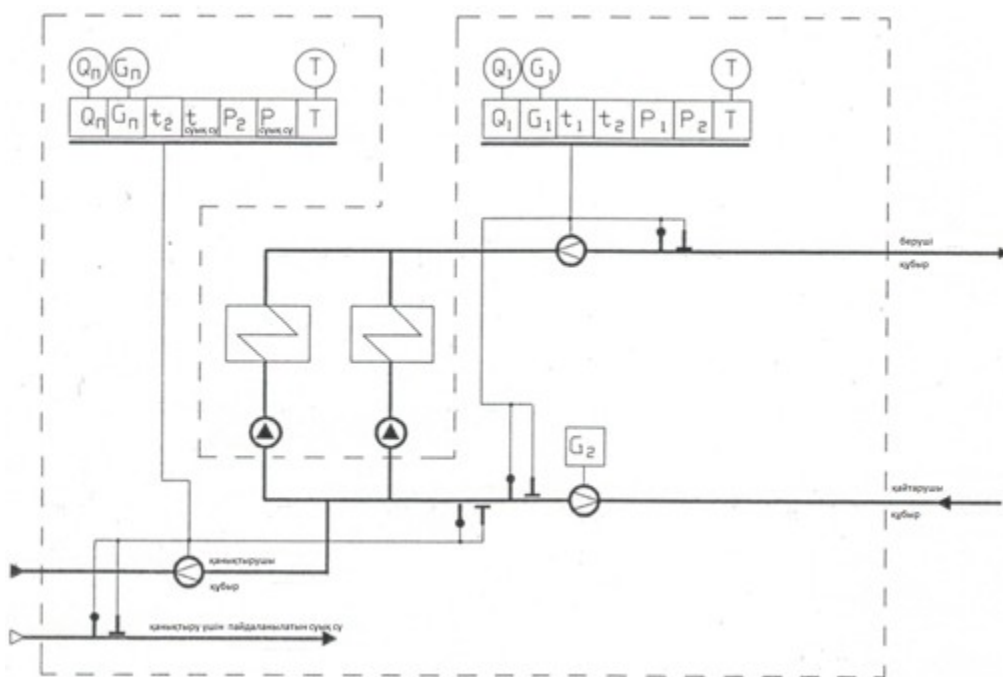 Qп Gп T
Qп Gп t₂ t суық су P₂ P суық су T
Q₁ G₁ T
Q₁ G₁ t₁ t₂ P₁ P₂ T
беруші
құбыр
G₂
қайтарушы
құбыр
қанықтырушы
құбыр
қанықтыру үшін пайдаланылатын суық су